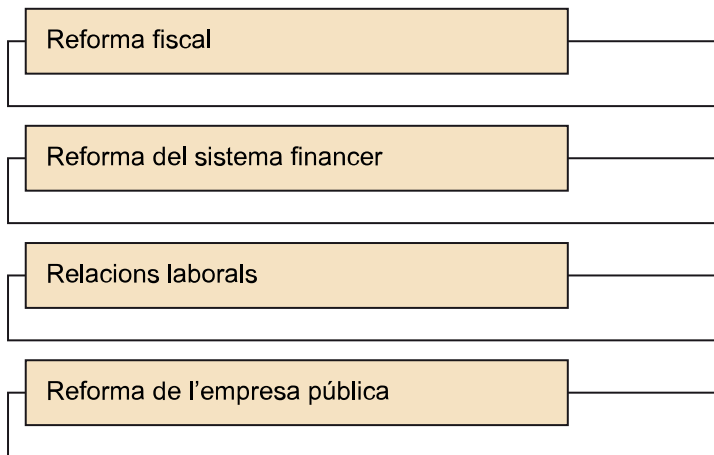 Reforma fiscal
Reforma del sistema financer
Relacions laborals
Reforma de l’empresa pública